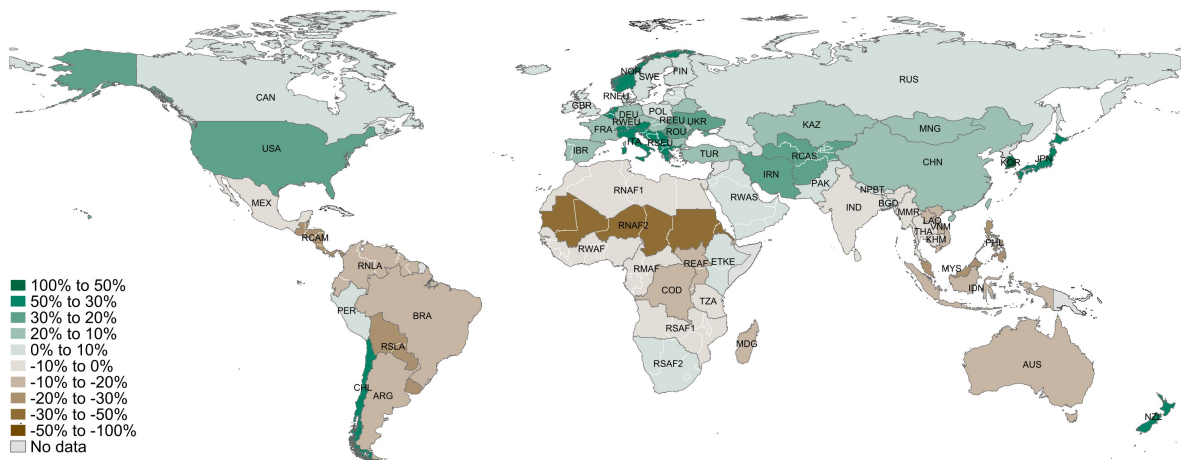 NOR
SWE
FIN
RUS
CAN
RNEU
GBR
DEU
POL
RWEU
REEU
UKR
FRA
ROU
KAZ
MNG
USA
ITA
RSEU
IBR
TUR
RCAS
CHN
KOR
JPN
IRN
PAK
RNAF1
RWAS
NPBT
MEX
IND
BGD
MMR
LAO
RNAF2
THA
VNM
KHM
RCAM
RWAF
PHL
RNLA
RMAF
REAF
ETKE
MYS
COD
IDN
TZA
PER
BRA
RSAF1
RSLA
MDG
RSAF2
AUS
CHL
ARG
NZL
100% to 50%
50% to 30%
30% to 20%
20% to 10%
0% to 10%
-10% to 0%
-10% to -20%
-20% to -30%
-30% to -50%
-50% to -100%
No data